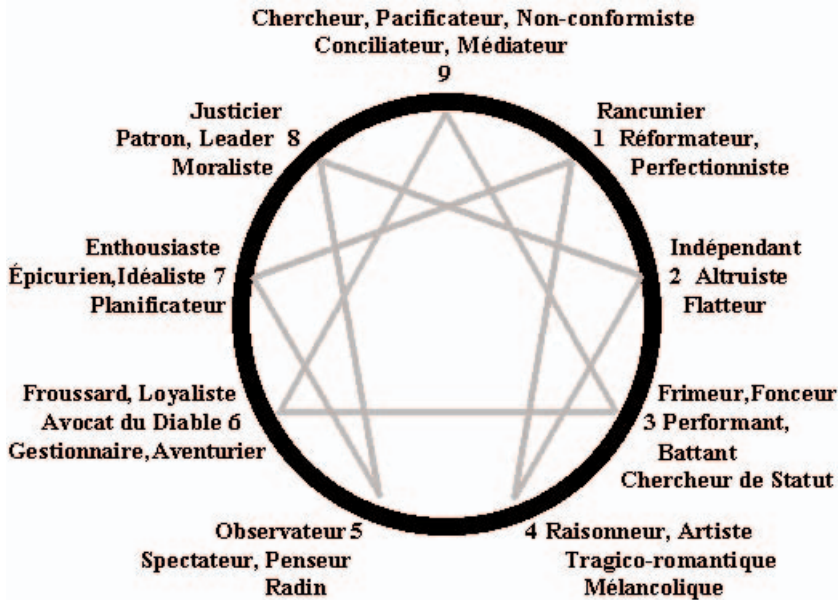 Chercheur, Pacificateur, Non-conformiste
Conciliateur, Médiateur
9
Rancunier
1 Réformateur,
Perfectionniste
Indépendant
2 Altruiste
Flatteur
Frimeur,Fonceur
3 Performant,
Battant
Chercheur de Statut
4 Raisonneur, Artiste
Tragico-romantique
Mélancolique
Observateur 5
Spectateur, Penseur
Radin
Froussard, Loyaliste
Avocat du Diable 6
Gestionnaire,Aventurier
Enthousiaste
Épicurien,Idéaliste 7
Planificateur
Justicier
Patron, Leader 8
Moraliste